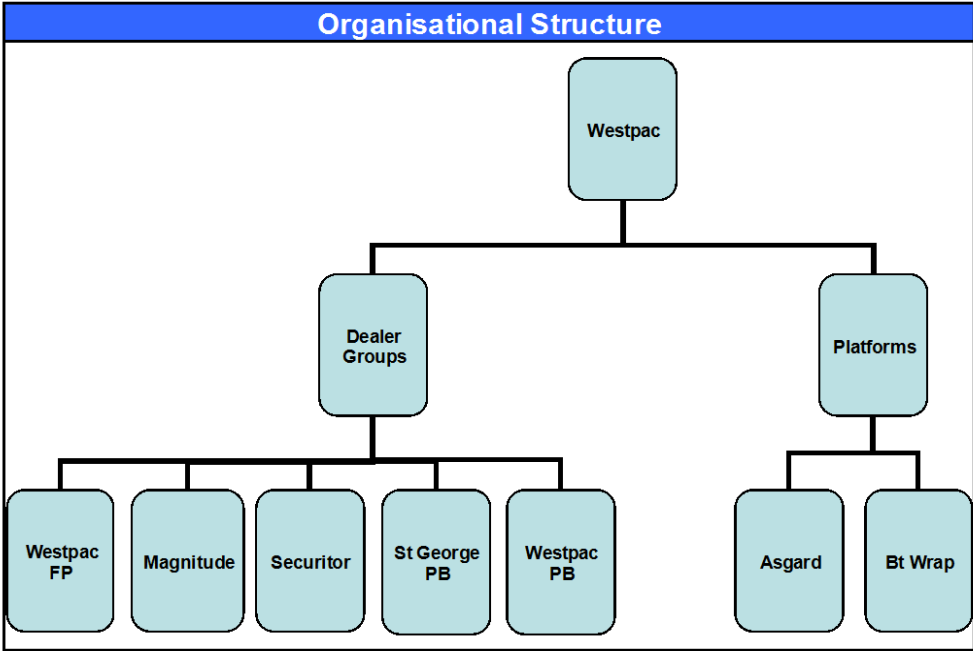 Organisational Structure
Westpac
Dealer
Groups
Platforms
Westpac
FP
Magnitude
Securitor
St George
PB
Westpac
PB
Asgard
Bt Wrap